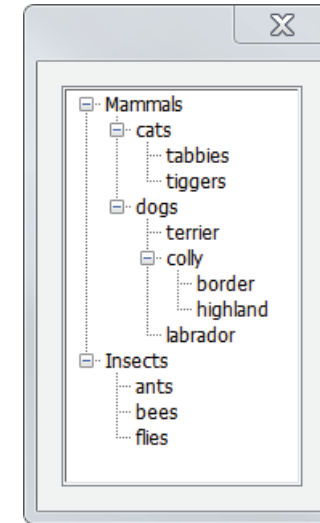 Mammals
cats
tabbies
tiggers
dogs
terrier
colly
border
highland
labrador
Insects
ants
bees
flies